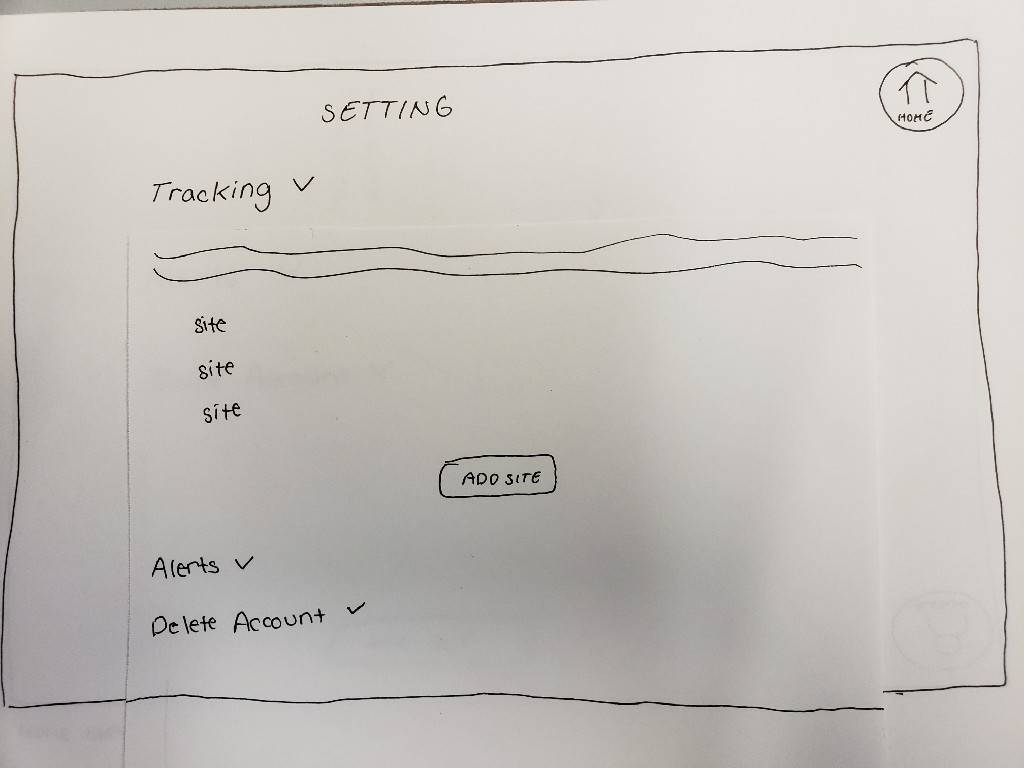 SETTING
HOME
Tracking
site
site
site
ADD SITE
Alerts
Delete Account